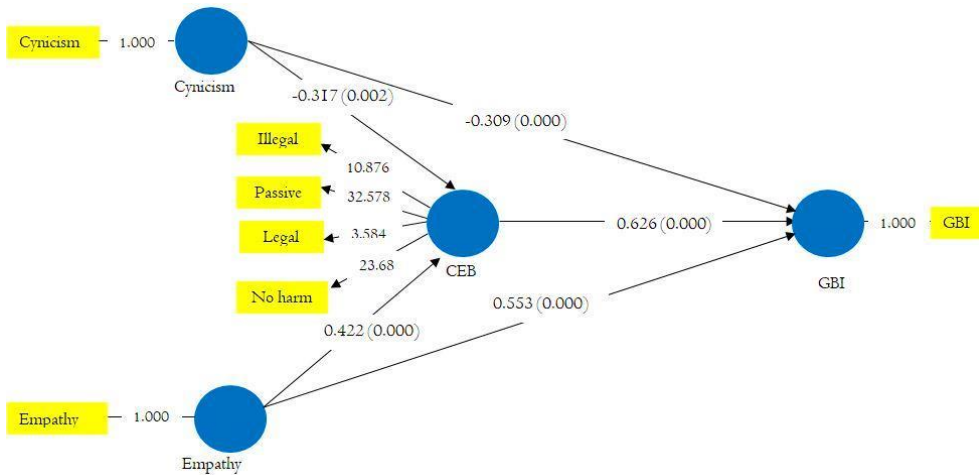 Cynicism
1.000
Cynicism
-0.317 (0.002)
-0.309 (0.000)
Illegal
10.876
Passive
32.578
Legal
3.584
No harm
23.68
CEB
0.626 (0.000)
1.000
GBI
GBI
0.553 (0.000)
0.422 (0.000)
Empathy
1.000
Empathy